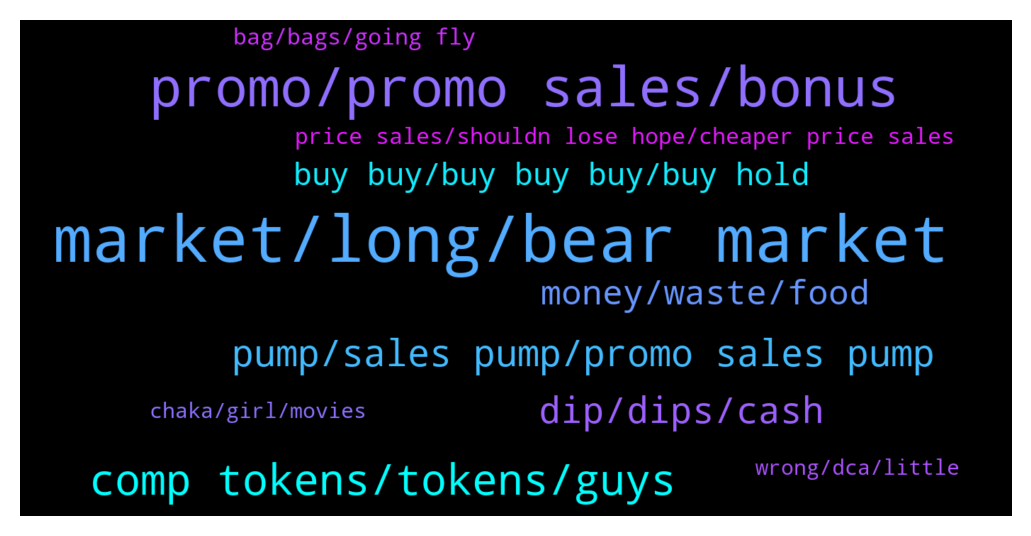 bag/bags/going fly
promo/promo sales/bonus
price sales/shouldn lose hope/cheaper price sales
buy buy/buy buy buy/buy hold
market/long/bear market
money/waste/food
pump/sales pump/promo sales pump
chaka/girl/movies
dip/dips/cash
comp tokens/tokens/guys
wrong/dca/little